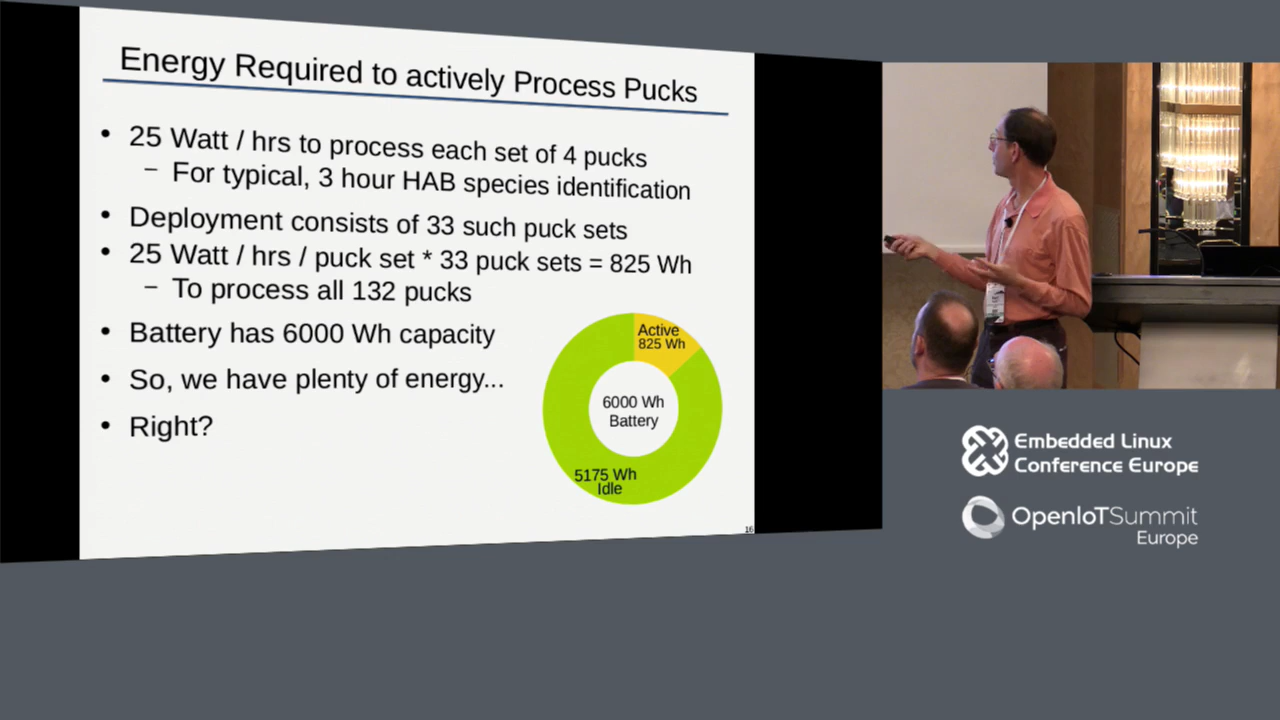 Energy Required to actively Process Pucks
• 25 Watt / hrs to process each set of 4 pucks
– For typical, 3 hour HAB species identification
• Deployment consists of 33 such puck sets
• 25 Watt / hrs / puck set * 33 puck sets = 825 Wh
– To process all 132 pucks
• Battery has 6000 Wh capacity
• So, we have plenty of energy...
• Right?
Active
825 Wh
6000 Wh
Battery
5175 Wh
Idle
16
Embedded Linux
Conference Europe
OpenIoTSummit
Europe